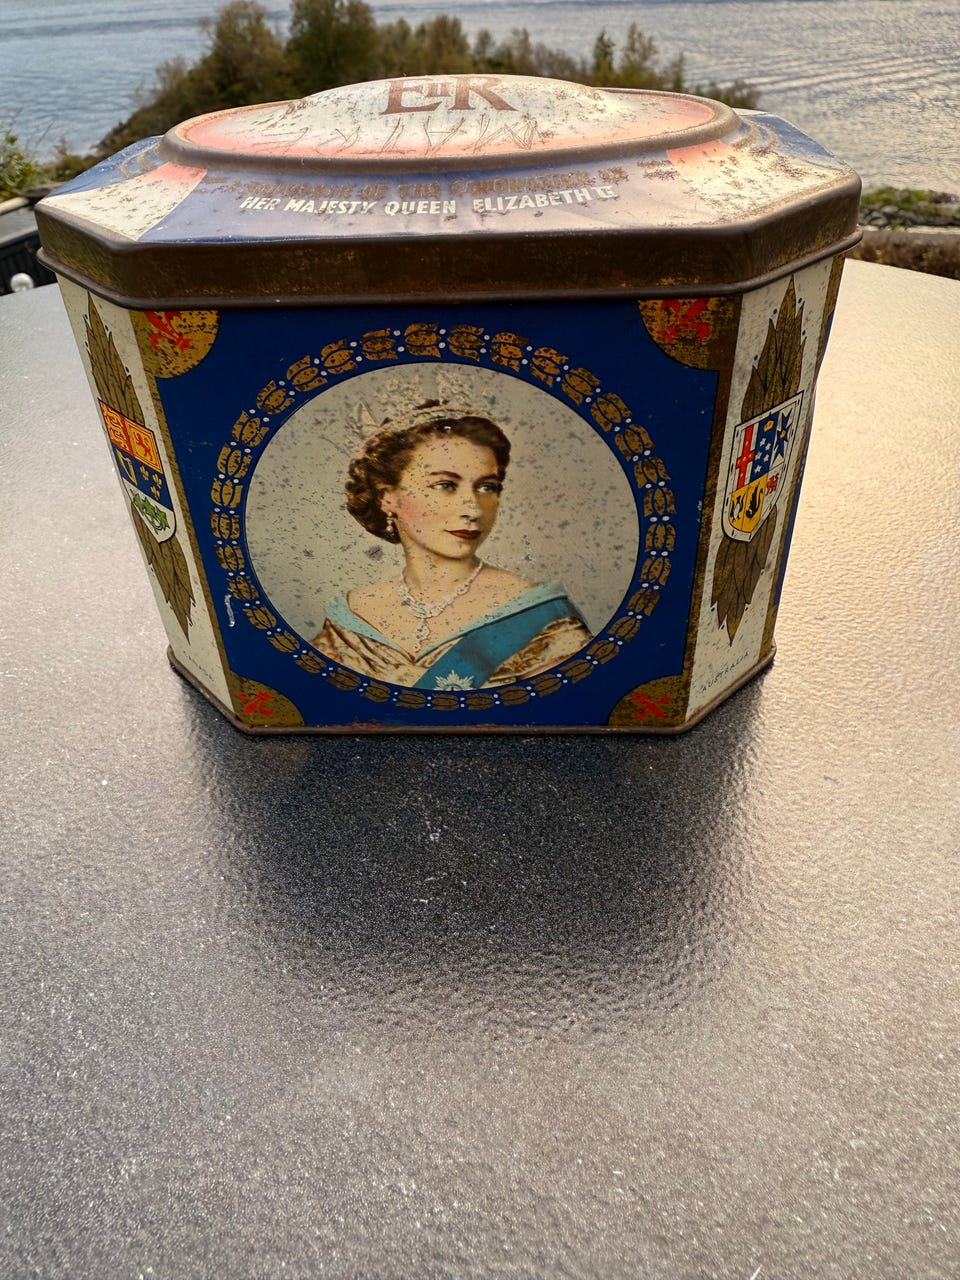 EIIR
OF THE CORONATION OF
HER MAJESTY QUEEN ELIZABETH II
AUSTRALIA